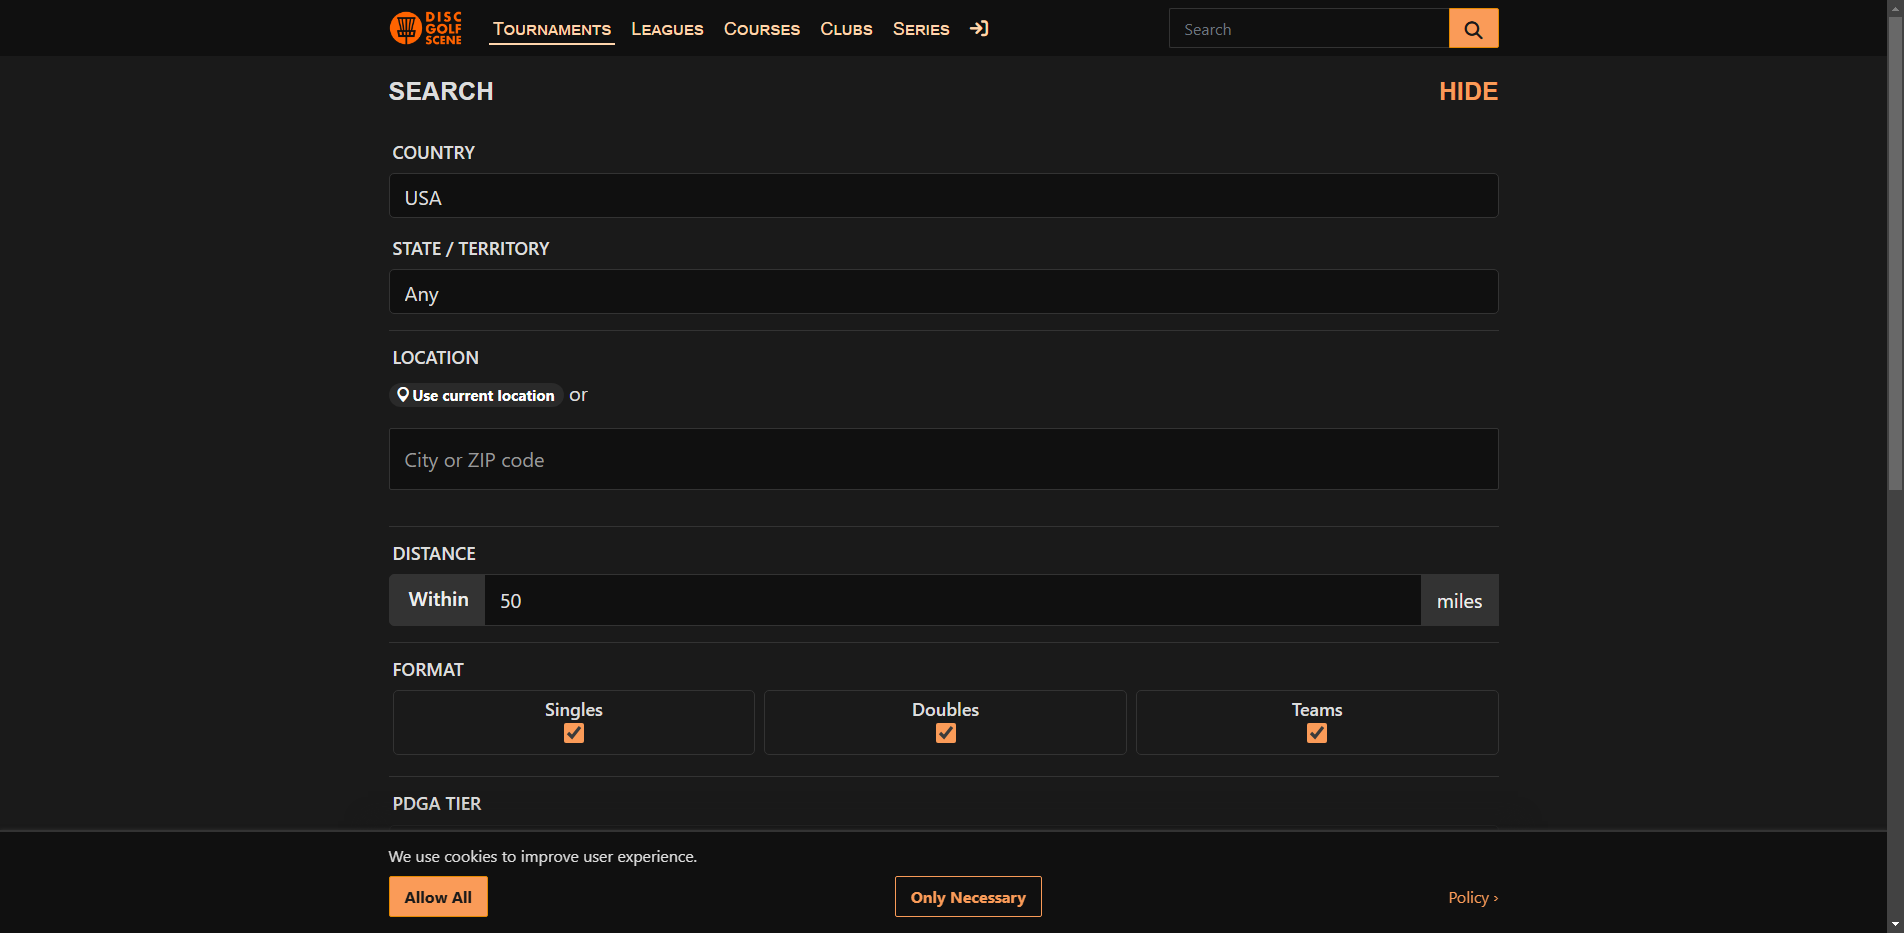 DISC
GOLF
SCENE
Tournaments
Leagues
Courses
Clubs
Series
Search
SEARCH
HIDE
COUNTRY
USA
STATE / TERRITORY
Any
LOCATION
Use current location or
City or ZIP code
DISTANCE
Within 50 miles
FORMAT
Singles
Doubles
Teams
PDGA TIER
We use cookies to improve user experience.
Allow All
Only Necessary
Policy ›